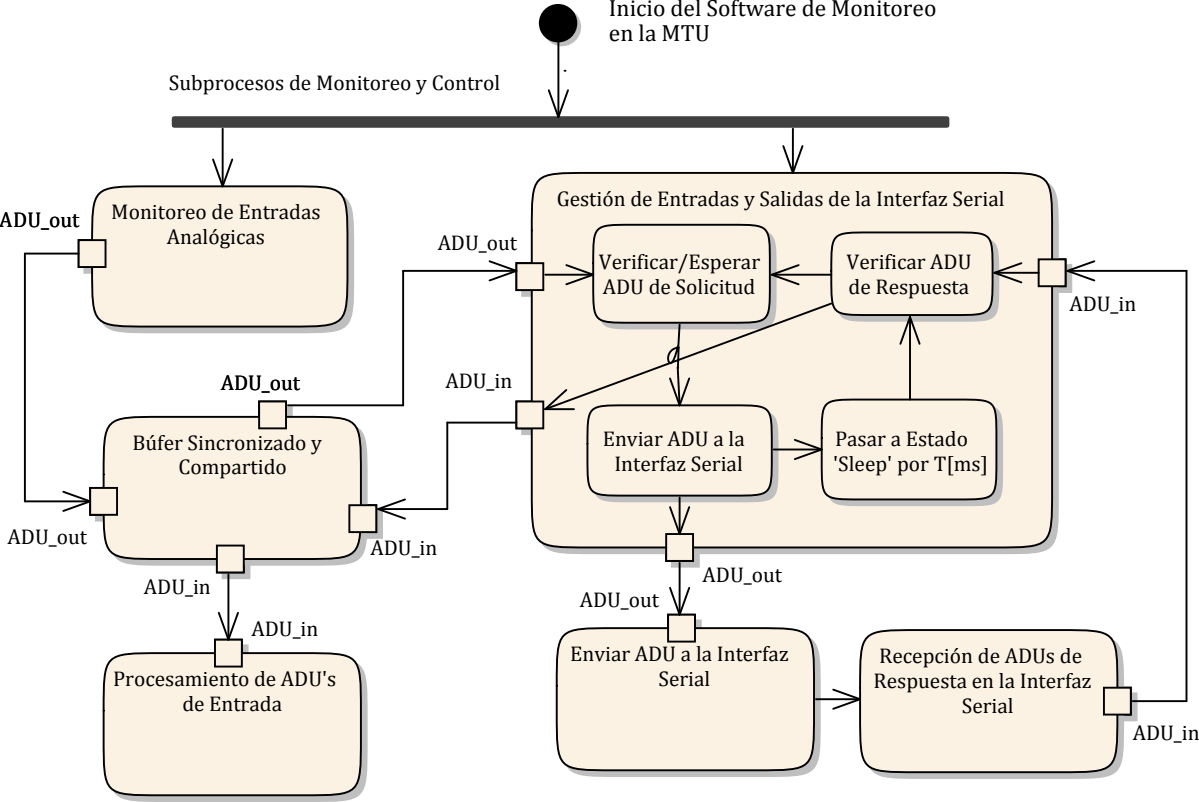 Inicio del Software de Monitoreo
en la MTU
Subprocesos de Monitoreo y Control
Monitoreo de Entradas
Analógicas
ADU_out
Gestión de Entradas y Salidas de la Interfaz Serial
ADU_out
Verificar/Esperar
ADU de Solicitud
Verificar ADU
de Respuesta
ADU_in
ADU_in
ADU_out
Búfer Sincronizado y
Compartido
Enviar ADU a la
Interfaz Serial
Pasar a Estado
'Sleep' por T[ms]
ADU_out
ADU_in
ADU_in
ADU_out
ADU_out
ADU_in
Procesamiento de ADU's
de Entrada
Enviar ADU a la Interfaz
Serial
Recepción de ADUs de
Respuesta en la Interfaz
Serial
ADU_in